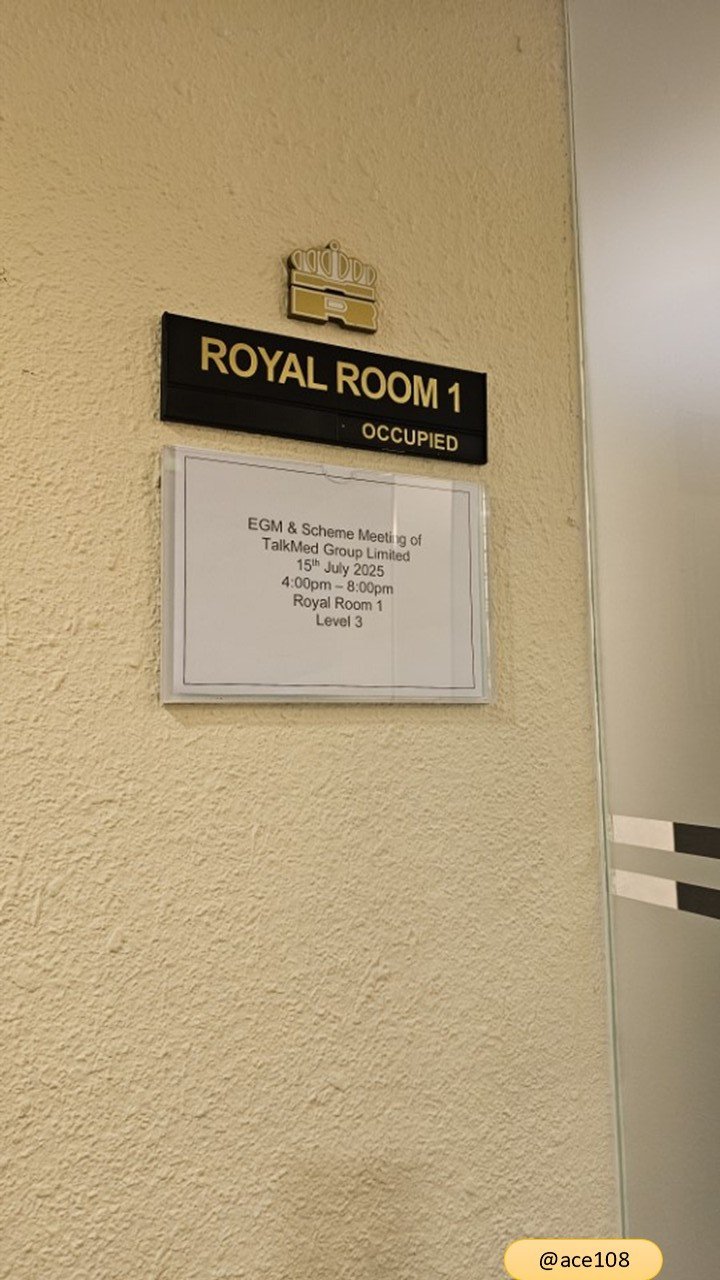 R
ROYAL ROOM 1
OCCUPIED
EGM & Scheme Meeting of
TalkMed Group Limited
15th July 2025
4:00pm – 8:00pm
Royal Room 1
Level 3
@ace108